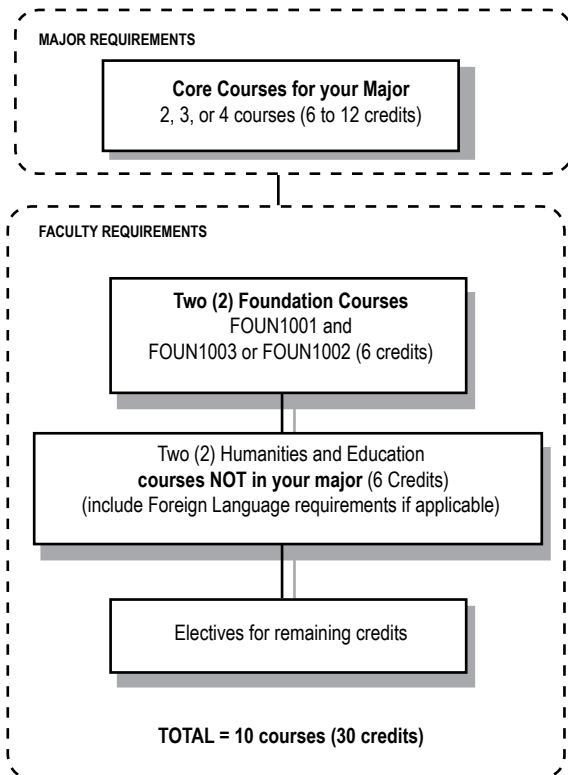 MAJOR REQUIREMENTS
Core Courses for your Major
2, 3, or 4 courses (6 to 12 credits)
FACULTY REQUIREMENTS
Two (2) Foundation Courses
FOUN1001 and
FOUN1003 or FOUN1002 (6 credits)
Two (2) Humanities and Education
courses NOT in your major (6 Credits)
(include Foreign Language requirements if applicable)
Electives for remaining credits
TOTAL = 10 courses (30 credits)